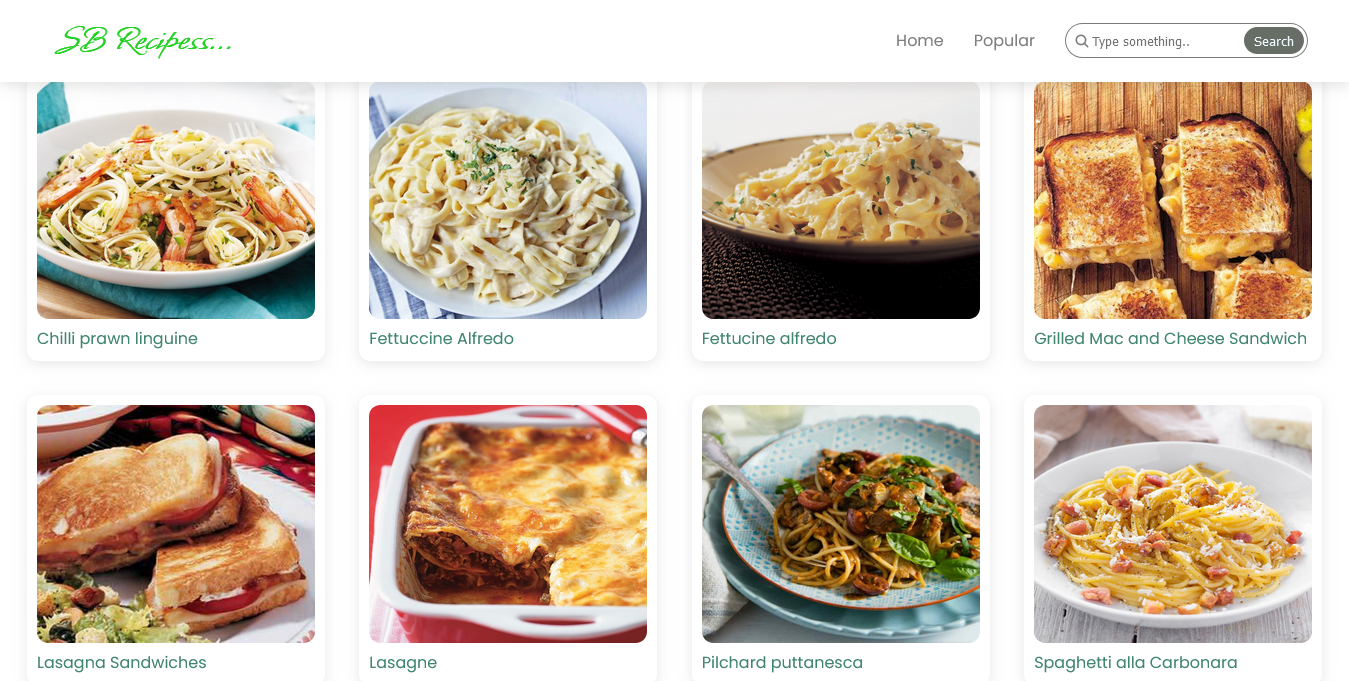 SB Recipess...
Home
Popular
Type something..
Search
Chilli prawn linguine
Fettuccine Alfredo
Fettucine alfredo
Grilled Mac and Cheese Sandwich
Lasagna Sandwiches
Lasagne
Pilchard puttanesca
Spaghetti alla Carbonara